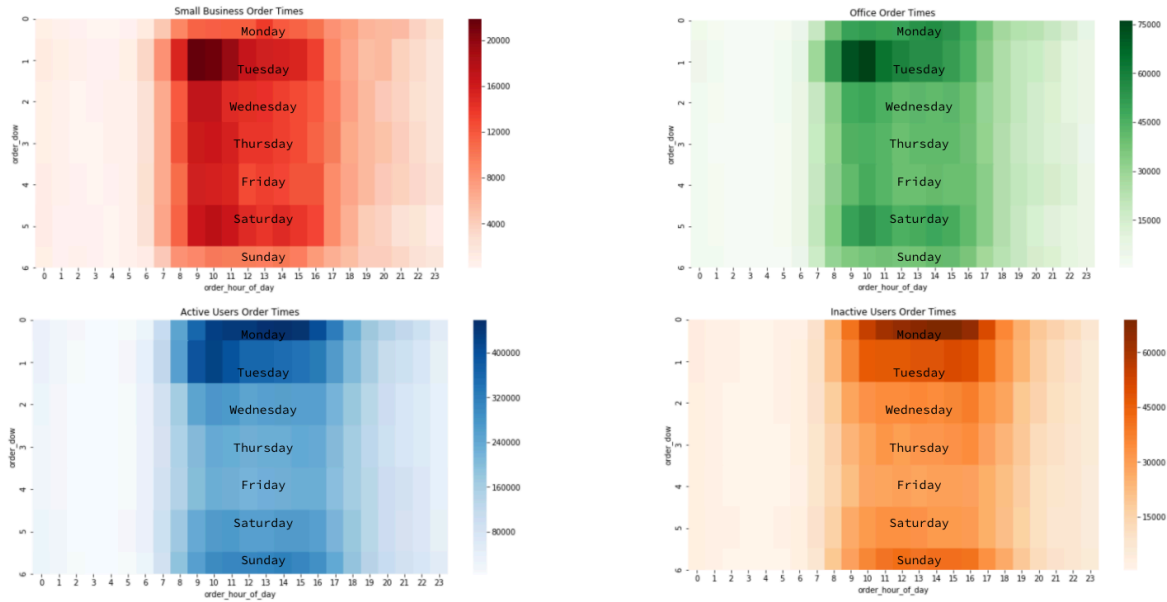 Small Business Order Times
0
1
2
3
4
5
6
order_dow
Monday
Tuesday
Wednesday
Thursday
Friday
Saturday
Sunday
0 1 2 3 4 5 6 7 8 9 10 11 12 13 14 15 16 17 18 19 20 21 22 23
order_hour_of_day
20000
16000
12000
8000
4000
Office Order Times
0
1
2
3
4
5
6
order_dow
Monday
Tuesday
Wednesday
Thursday
Friday
Saturday
Sunday
0 1 2 3 4 5 6 7 8 9 10 11 12 13 14 15 16 17 18 19 20 21 22 23
order_hour_of_day
75000
60000
45000
30000
15000
Active Users Order Times
0
1
2
3
4
5
6
order_dow
Monday
Tuesday
Wednesday
Thursday
Friday
Saturday
Sunday
0 1 2 3 4 5 6 7 8 9 10 11 12 13 14 15 16 17 18 19 20 21 22 23
order_hour_of_day
400000
320000
240000
160000
80000
Inactive Users Order Times
0
1
2
3
4
5
6
order_dow
Monday
Tuesday
Wednesday
Thursday
Friday
Saturday
Sunday
0 1 2 3 4 5 6 7 8 9 10 11 12 13 14 15 16 17 18 19 20 21 22 23
order_hour_of_day
60000
45000
30000
15000